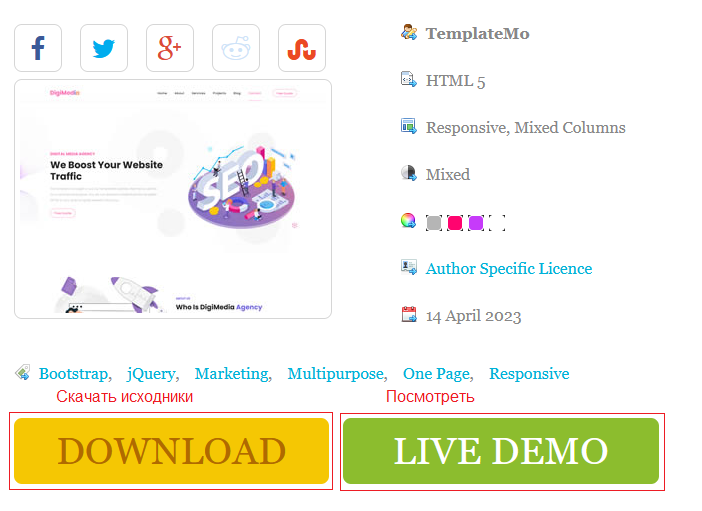 TemplateMo
HTML 5
Responsive, Mixed Columns
Mixed
Author Specific Licence
14 April 2023
DigiMedia
Home About Services Projects Blog
DIGITAL MEDIA AGENCY
We Boost Your Website
Traffic
SEO
ABOUT US
Who Is DigiMedia Agency
Bootstrap, jQuery, Marketing, Multipurpose, One Page, Responsive
Скачать исходники Посмотреть
DOWNLOAD LIVE DEMO